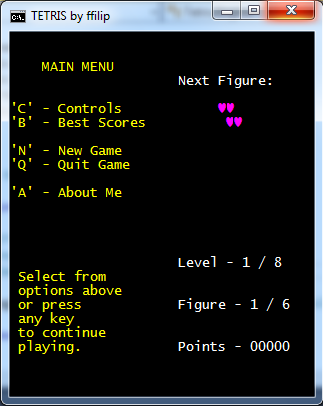 TETRIS by ffilip
MAIN MENU
Next Figure:
'C' - Controls
'B' - Best Scores
'N' - New Game
'Q' - Quit Game
'A' - About Me
Level - 1 / 8
Select from
options above
or press
any key
to continue
playing.
Figure - 1 / 6
Points - 00000